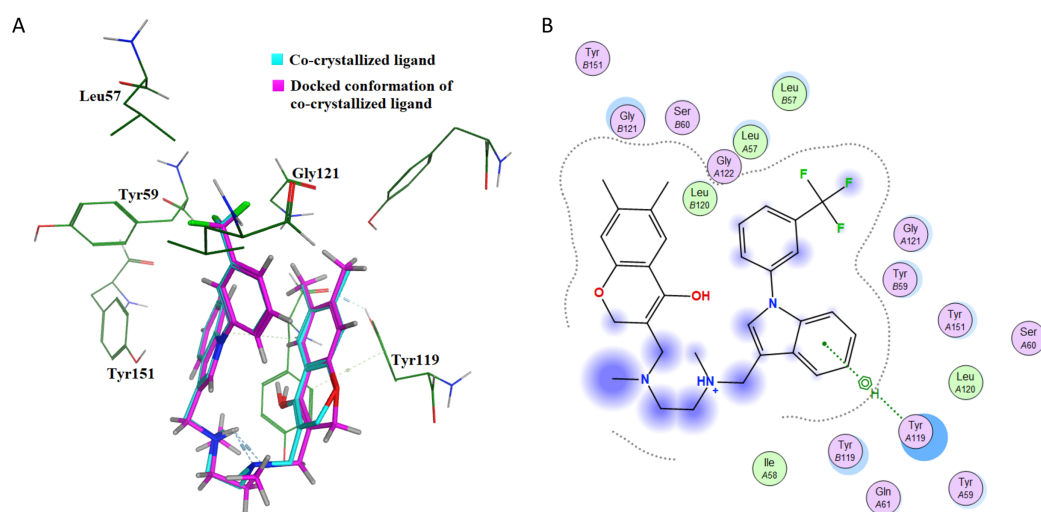 A
Leu57
Co-crystallized ligand
Docked conformation of
co-crystallized ligand
Tyr59
Gly121
Tyr151
Tyr119
B
Tyr
B151
Gly
B121
Ser
B60
Leu
B57
Leu
A57
Gly
A122
Leu
B120
F
F
F
O
OH
N
N
HN
+
Gly
A121
Tyr
B59
Tyr
A151
Ser
A60
Leu
A120
H
Tyr
A119
Tyr
B119
Ile
A58
Gln
A61
Tyr
A59